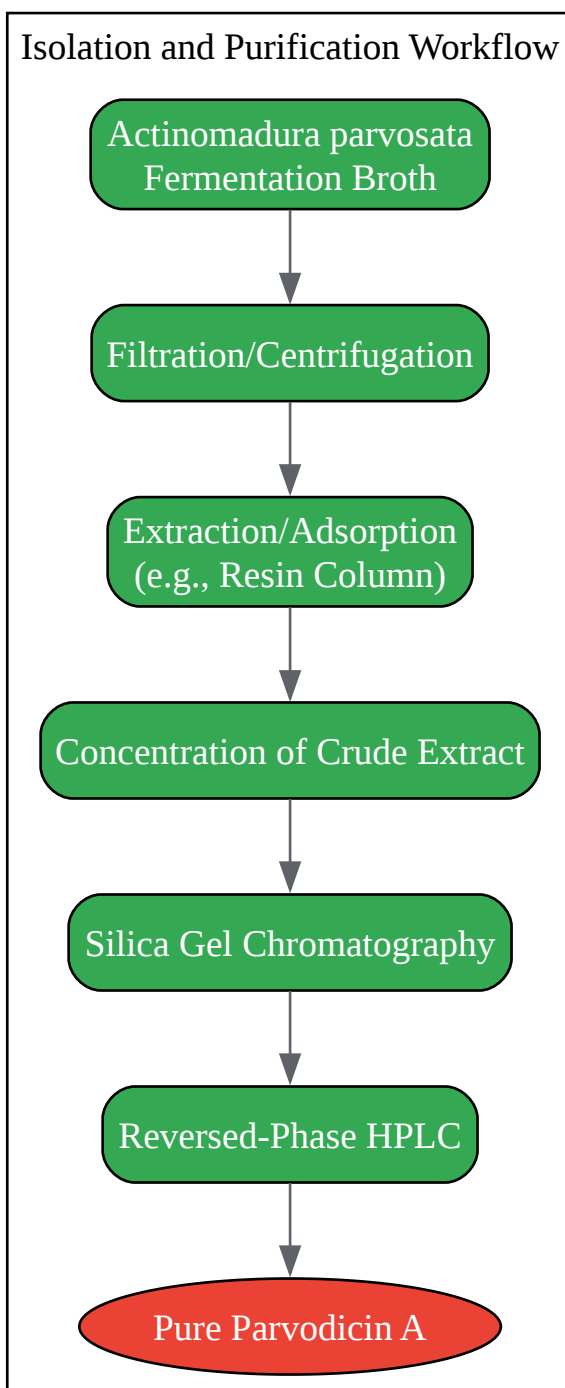 Isolation and Purification Workflow
Actinomadura parvosata
Fermentation Broth
Filtration/Centrifugation
Extraction/Adsorption
(e.g., Resin Column)
Concentration of Crude Extract
Silica Gel Chromatography
Reversed-Phase HPLC
Pure Parvodicin A